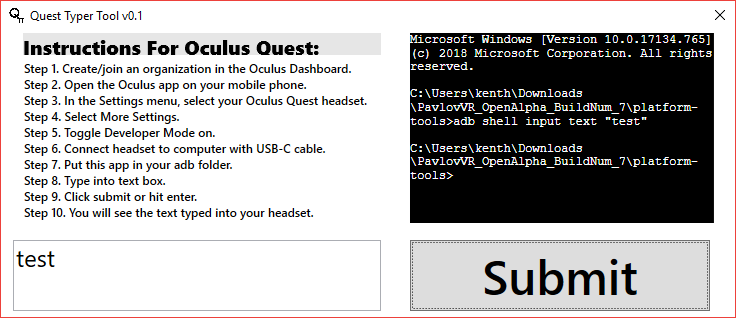 Quest Typer Tool v0.1
Instructions For Oculus Quest:
Step 1. Create/join an organization in the Oculus Dashboard.
Step 2. Open the Oculus app on your mobile phone.
Step 3. In the Settings menu, select your Oculus Quest headset.
Step 4. Select More Settings.
Step 5. Toggle Developer Mode on.
Step 6. Connect headset to computer with USB-C cable.
Step 7. Put this app in your adb folder.
Step 8. Type into text box.
Step 9. Click submit or hit enter.
Step 10. You will see the text typed into your headset.
Microsoft Windows [Version 10.0.17134.765]
(c) 2018 Microsoft Corporation. All rights
reserved.
C:\Users\kenth\Downloads
\PavlovVR_OpenAlpha_BuildNum_7\platform-
tools>adb shell input text "test"
C:\Users\kenth\Downloads
\PavlovVR_OpenAlpha_BuildNum_7\platform-
tools>
test
Submit